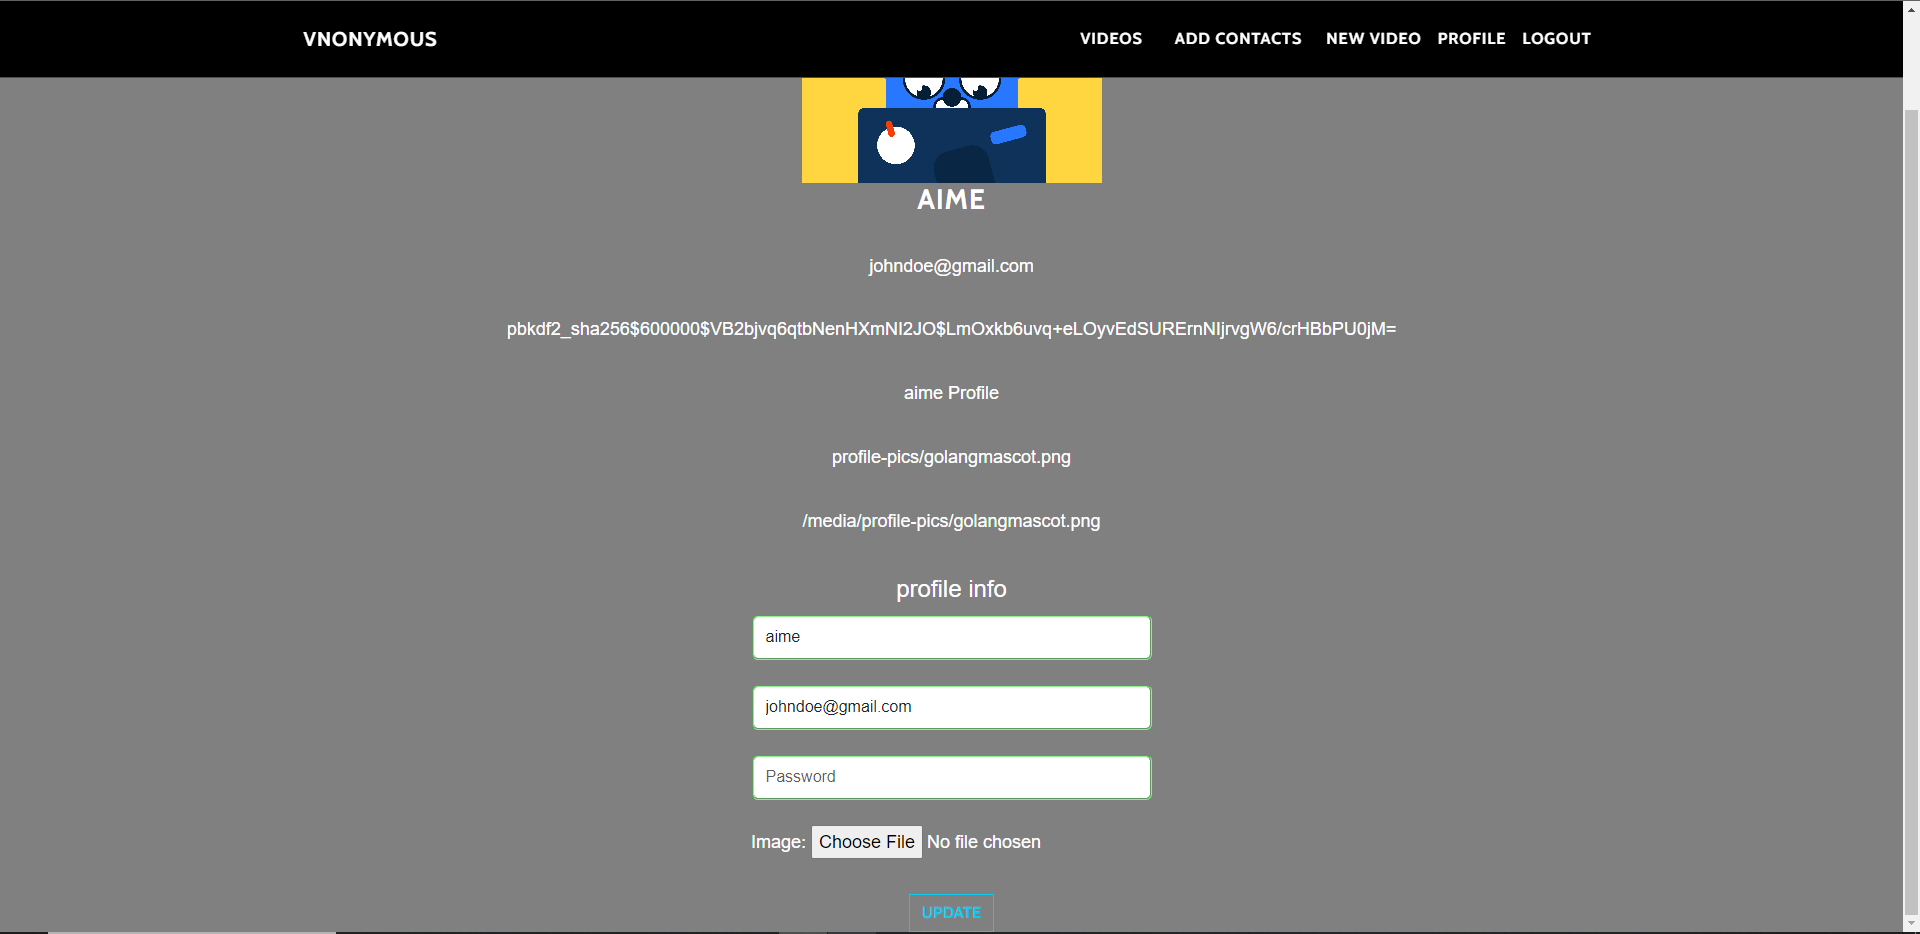 VNONYMOUS VIDEOS ADD CONTACTS NEW VIDEO PROFILE LOGOUT
AIME
johndoe@gmail.com
pbkdf2_sha256$600000$VB2bjvq6qtbNenHXmNI2JO$LmOxkb6uvq+eLOyvEdSURErnNIjrvgW6/crHBbPU0jM=
aime Profile
profile-pics/golangmascot.png
/media/profile-pics/golangmascot.png
profile info
aime
johndoe@gmail.com
Password
Image: Choose File No file chosen
UPDATE